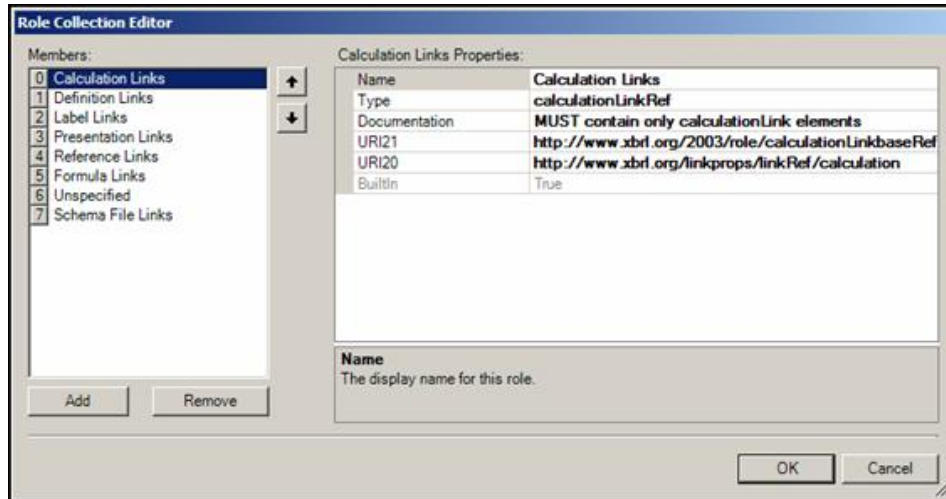 Role Collection Editor
Members:
0 Calculation Links
1 Definition Links
2 Label Links
3 Presentation Links
4 Reference Links
5 Formula Links
6 Unspecified
7 Schema File Links
Add Remove
Calculation Links Properties:
Name Calculation Links
Type calculationLinkRef
Documentation MUST contain only calculationLink elements
URI21 http://www.xbrl.org/2003/role/calculationLinkbaseRef
URI20 http://www.xbrl.org/linkprops/linkRef/calculation
BuiltIn True
Name
The display name for this role.
OK Cancel